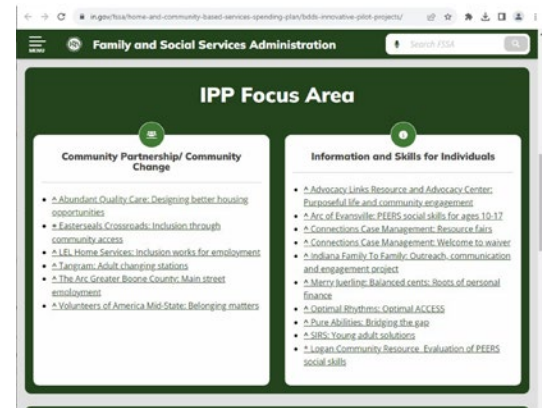 in.gov/fssa/home-and-community-based-services-spending-plan/bdds-innovative-pilot-projects/
MENU
Family and Social Services Administration
Search FSSA
IPP Focus Area
Community Partnership/ Community
Change
^ Abundant Quality Care: Designing better housing
opportunities
Easterseals Crossroads: Inclusion through
community access
^ LEL Home Services: Inclusion works for employment
^ Tangram: Adult changing stations
^ The Arc Greater Boone County: Main street
employment
^ Volunteers of America Mid-State: Belonging matters
Information and Skills for Individuals
^ Advocacy Links Resource and Advocacy Center:
Purposeful life and community engagement
^ Arc of Evansville: PEERS social skills for ages 10-17
^ Connections Case Management: Resource fairs
^ Connections Case Management: Welcome to waiver
^ Indiana Family To Family: Outreach, communication
and engagement project
^ Merry Juerling: Balanced cents: Roots of personal
finance
^ Optimal Rhythms: Optimal ACCESS
^ Pure Abilities: Bridging the gap
^ SIRS: Young adult solutions
* Logan Community Resource Evaluation of PEERS
social skills